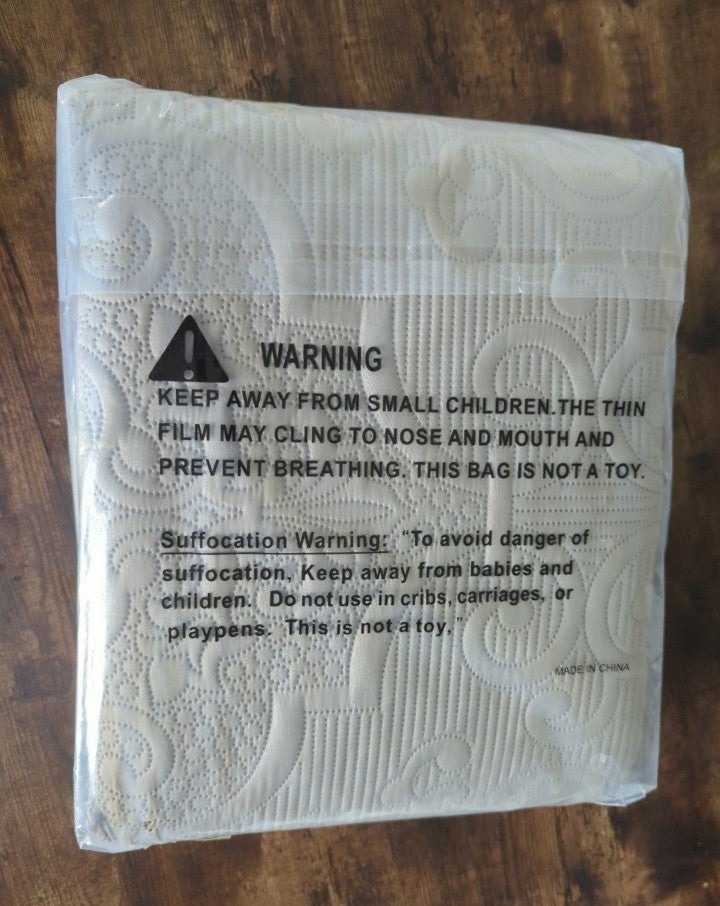 WARNING
KEEP AWAY FROM SMALL CHILDREN.THE THIN
FILM MAY CLING TO NOSE AND MOUTH AND
PREVENT BREATHING. THIS BAG IS NOT A TOY.
Suffocation Warning: “To avoid danger of
suffocation, Keep away from babies and
children. Do not use in cribs, carriages, or
playpens. This is not a toy,”
MADE IN CHINA